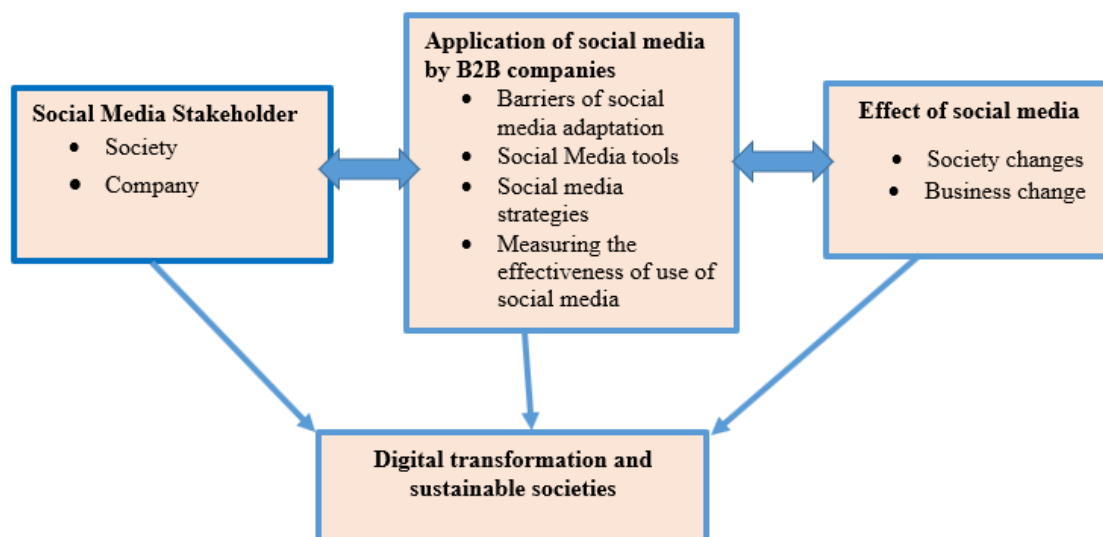 Social Media Stakeholder
• Society
• Company
Application of social media
by B2B companies
• Barriers of social
media adaptation
• Social Media tools
• Social media
strategies
• Measuring the
effectiveness of use of
social media
Effect of social media
• Society changes
• Business change
Digital transformation and
sustainable societies